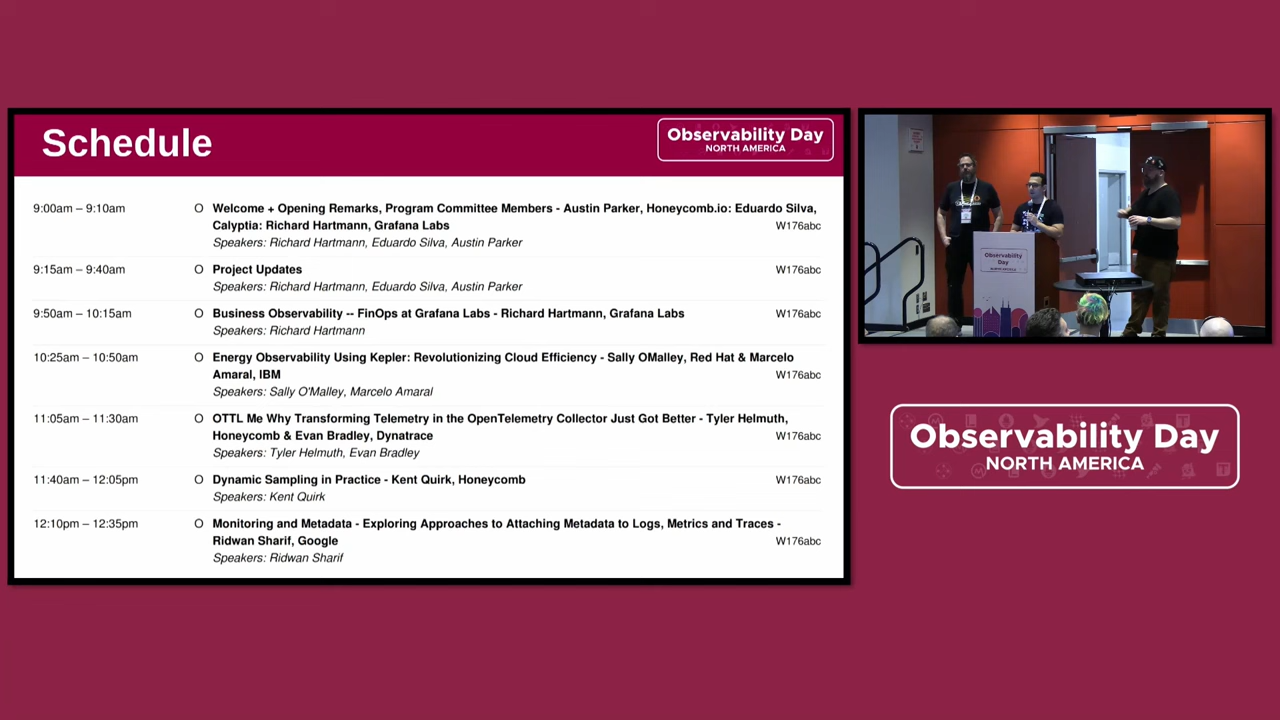 Schedule
Observability Day
NORTH AMERICA
9:00am – 9:10am
O Welcome + Opening Remarks, Program Committee Members - Austin Parker, Honeycomb.io: Eduardo Silva,
Calyptia: Richard Hartmann, Grafana Labs
W176abc
Speakers: Richard Hartmann, Eduardo Silva, Austin Parker
9:15am – 9:40am
O Project Updates
W176abc
Speakers: Richard Hartmann, Eduardo Silva, Austin Parker
9:50am – 10:15am
O Business Observability -- FinOps at Grafana Labs - Richard Hartmann, Grafana Labs
W176abc
Speakers: Richard Hartmann
10:25am – 10:50am
O Energy Observability Using Kepler: Revolutionizing Cloud Efficiency - Sally OMalley, Red Hat & Marcelo
Amaral, IBM
W176abc
Speakers: Sally O'Malley, Marcelo Amaral
11:05am – 11:30am
O OTTL Me Why Transforming Telemetry in the OpenTelemetry Collector Just Got Better - Tyler Helmuth,
Honeycomb & Evan Bradley, Dynatrace
W176abc
Speakers: Tyler Helmuth, Evan Bradley
11:40am – 12:05pm
O Dynamic Sampling in Practice - Kent Quirk, Honeycomb
W176abc
Speakers: Kent Quirk
12:10pm – 12:35pm
O Monitoring and Metadata - Exploring Approaches to Attaching Metadata to Logs, Metrics and Traces -
Ridwan Sharif, Google
W176abc
Speakers: Ridwan Sharif
Observability
Day
Observability Day
NORTH AMERICA